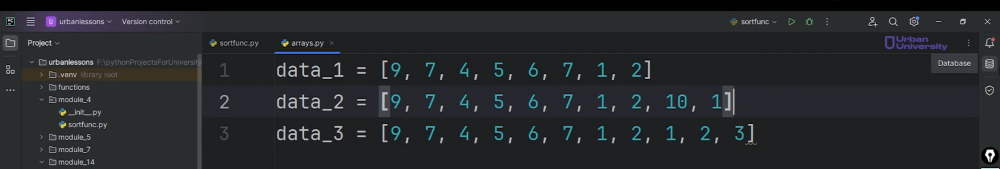 PC U urbanlessons Version control sortfunc
Project sortfunc.py arrays.py Urban University
urbanlessons F:\pythonProjectsForUniversity
.venv library root
functions
module_4
__init__.py
sortfunc.py
module_5
module_7
module_14
1 data_1 = [9, 7, 4, 5, 6, 7, 1, 2]
2 data_2 = [9, 7, 4, 5, 6, 7, 1, 2, 10, 1]
3 data_3 = [9, 7, 4, 5, 6, 7, 1, 2, 1, 2, 3]
Database